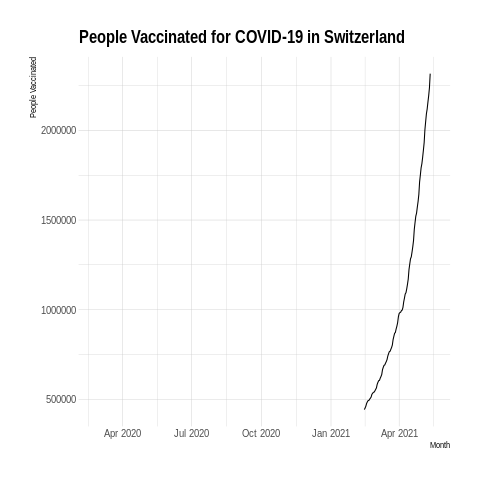 People Vaccinated for COVID-19 in Switzerland
People Vaccinated
2000000
1500000
1000000
500000
Apr 2020 Jul 2020 Oct 2020 Jan 2021 Apr 2021
Month